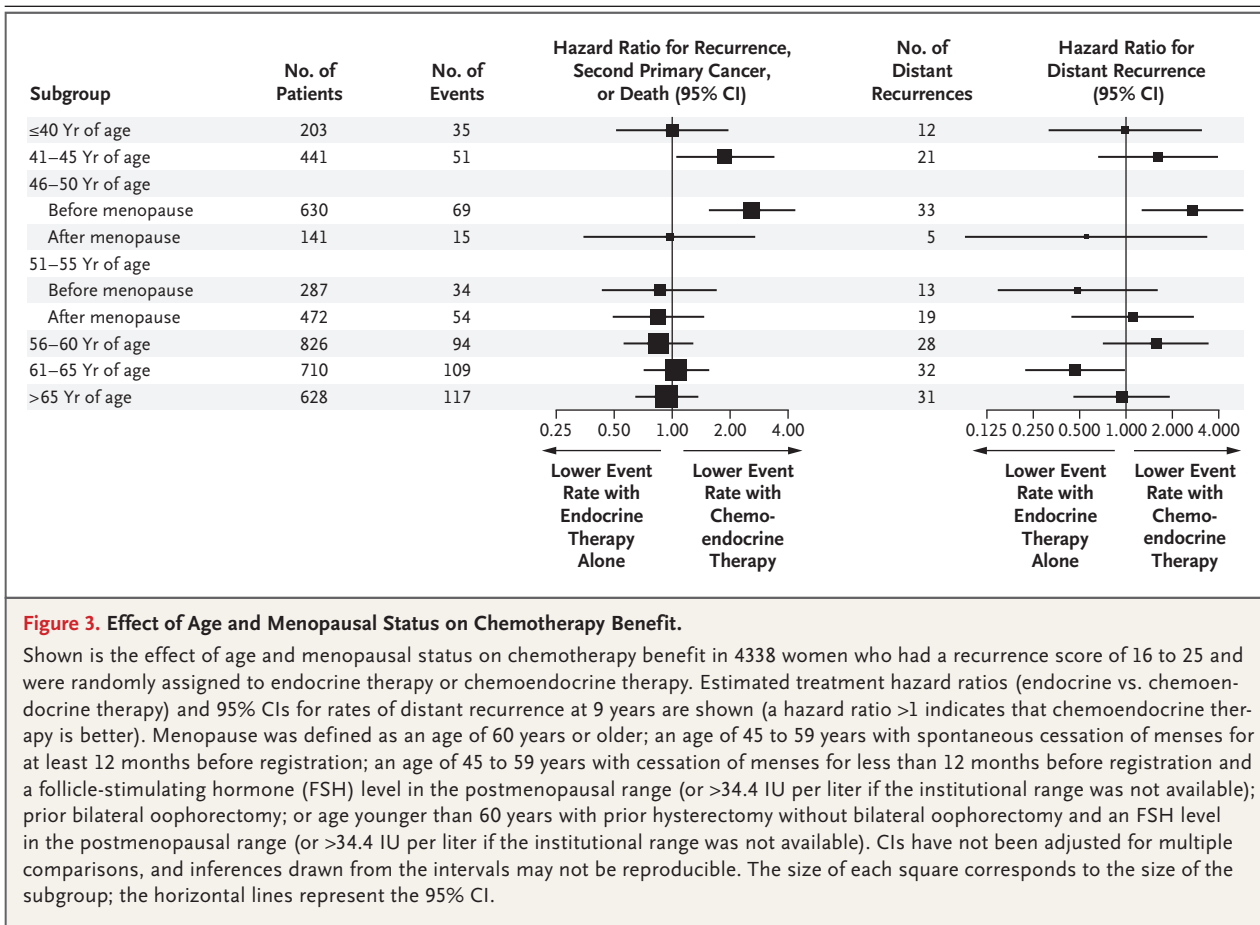 Subgroup
No. of
Patients
No. of
Events
Hazard Ratio for Recurrence,
Second Primary Cancer,
or Death (95% CI)
No. of
Distant
Recurrences
Hazard Ratio for
Distant Recurrence
(95% CI)
≤40 Yr of age 203 35 12
41–45 Yr of age 441 51 21
46–50 Yr of age
Before menopause 630 69 33
After menopause 141 15 5
51–55 Yr of age
Before menopause 287 34 13
After menopause 472 54 19
56–60 Yr of age 826 94 28
61–65 Yr of age 710 109 32
>65 Yr of age 628 117 31
0.25 0.50 1.00 2.00 4.00
0.125 0.250 0.500 1.000 2.000 4.000
Lower Event
Rate with
Endocrine
Therapy
Alone
Lower Event
Rate with
Chemo-
endocrine
Therapy
Lower Event
Rate with
Endocrine
Therapy
Alone
Lower Event
Rate with
Chemo-
endocrine
Therapy
Figure 3. Effect of Age and Menopausal Status on Chemotherapy Benefit.
Shown is the effect of age and menopausal status on chemotherapy benefit in 4338 women who had a recurrence score of 16 to 25 and
were randomly assigned to endocrine therapy or chemoendocrine therapy. Estimated treatment hazard ratios (endocrine vs. chemoen-
docrine therapy) and 95% CIs for rates of distant recurrence at 9 years are shown (a hazard ratio >1 indicates that chemoendocrine ther-
apy is better). Menopause was defined as an age of 60 years or older; an age of 45 to 59 years with spontaneous cessation of menses for
at least 12 months before registration; an age of 45 to 59 years with cessation of menses for less than 12 months before registration and
a follicle-stimulating hormone (FSH) level in the postmenopausal range (or >34.4 IU per liter if the institutional range was not available);
prior bilateral oophorectomy; or age younger than 60 years with prior hysterectomy without bilateral oophorectomy and an FSH level
in the postmenopausal range (or >34.4 IU per liter if the institutional range was not available). CIs have not been adjusted for multiple
comparisons, and inferences drawn from the intervals may not be reproducible. The size of each square corresponds to the size of the
subgroup; the horizontal lines represent the 95% CI.